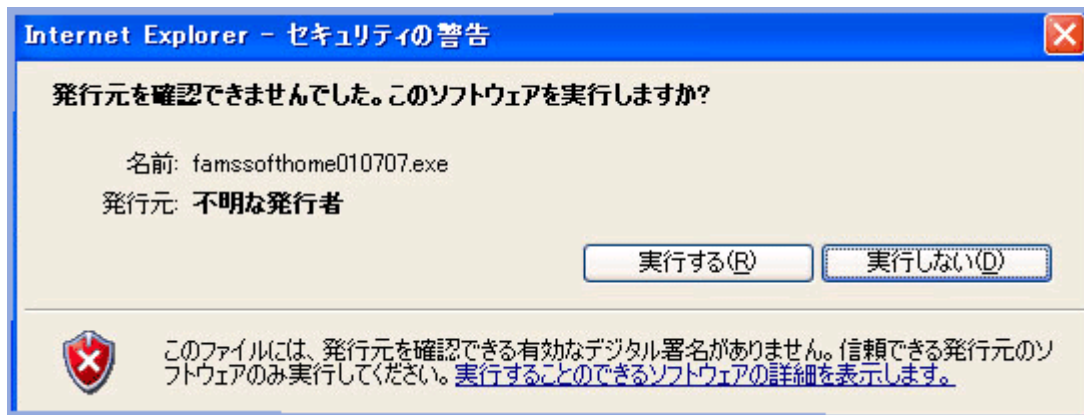 Internet Explorer - セキュリティの警告
発行元を確認できませんでした。このソフトウェアを実行しますか?
名前: famssofthome010707.exe
発行元: 不明な発行者
実行する(R) 実行しない(D)
このファイルには、発行元を確認できる有効なデジタル署名がありません。信頼できる発行元のソ
フトウェアのみ実行してください。実行することのできるソフトウェアの詳細を表示します。